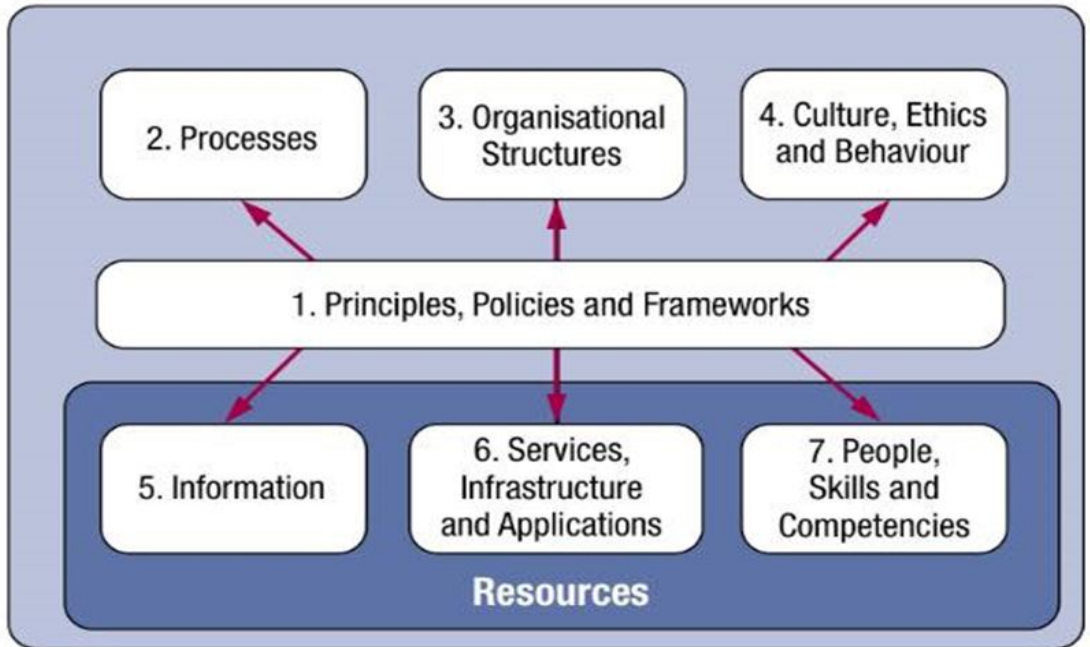 2. Processes
3. Organisational
Structures
4. Culture, Ethics
and Behaviour
1. Principles, Policies and Frameworks
5. Information
6. Services,
Infrastructure
and Applications
7. People,
Skills and
Competencies
Resources